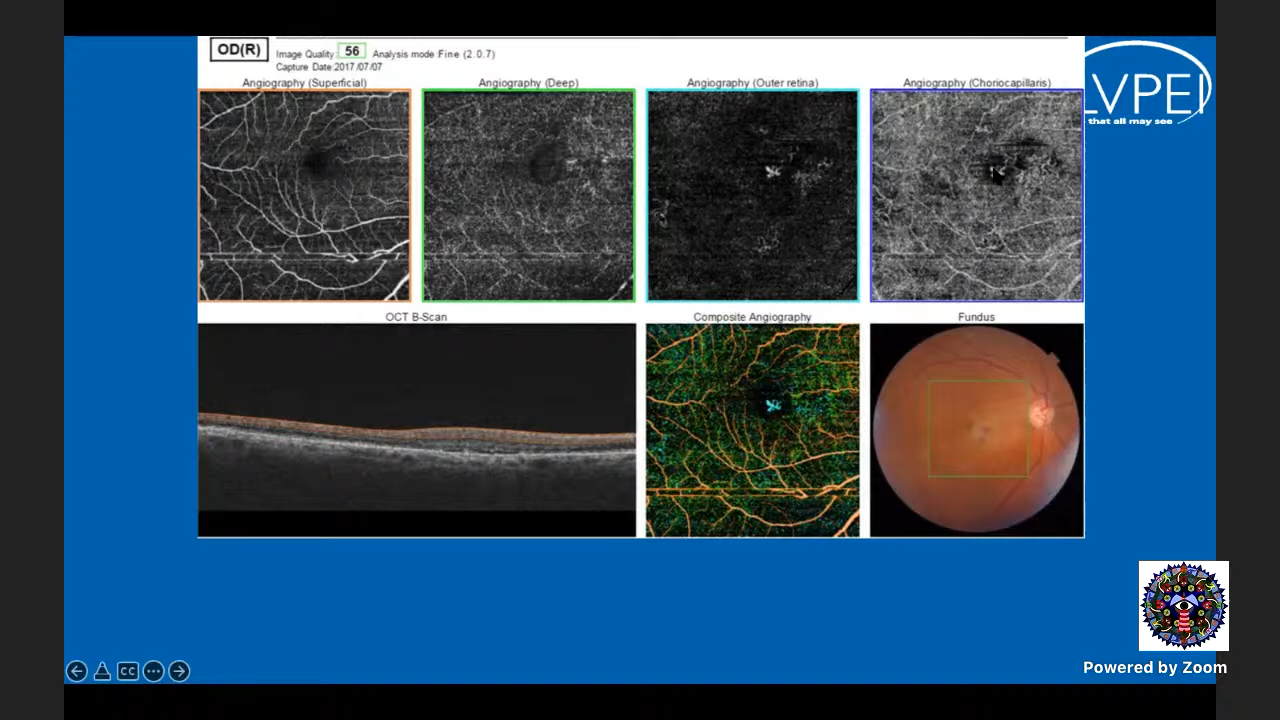 OD(R)
Image Quality: 56 Analysis mode:Fine (2.0.7)
Capture Date:2017/07/07
Angiography (Superficial)
Angiography (Deep)
Angiography (Outer retina)
Angiography (Choriocapillaris)
LVPEI
that all may see
OCT B-Scan
Composite Angiography
Fundus
CC
Powered by Zoom